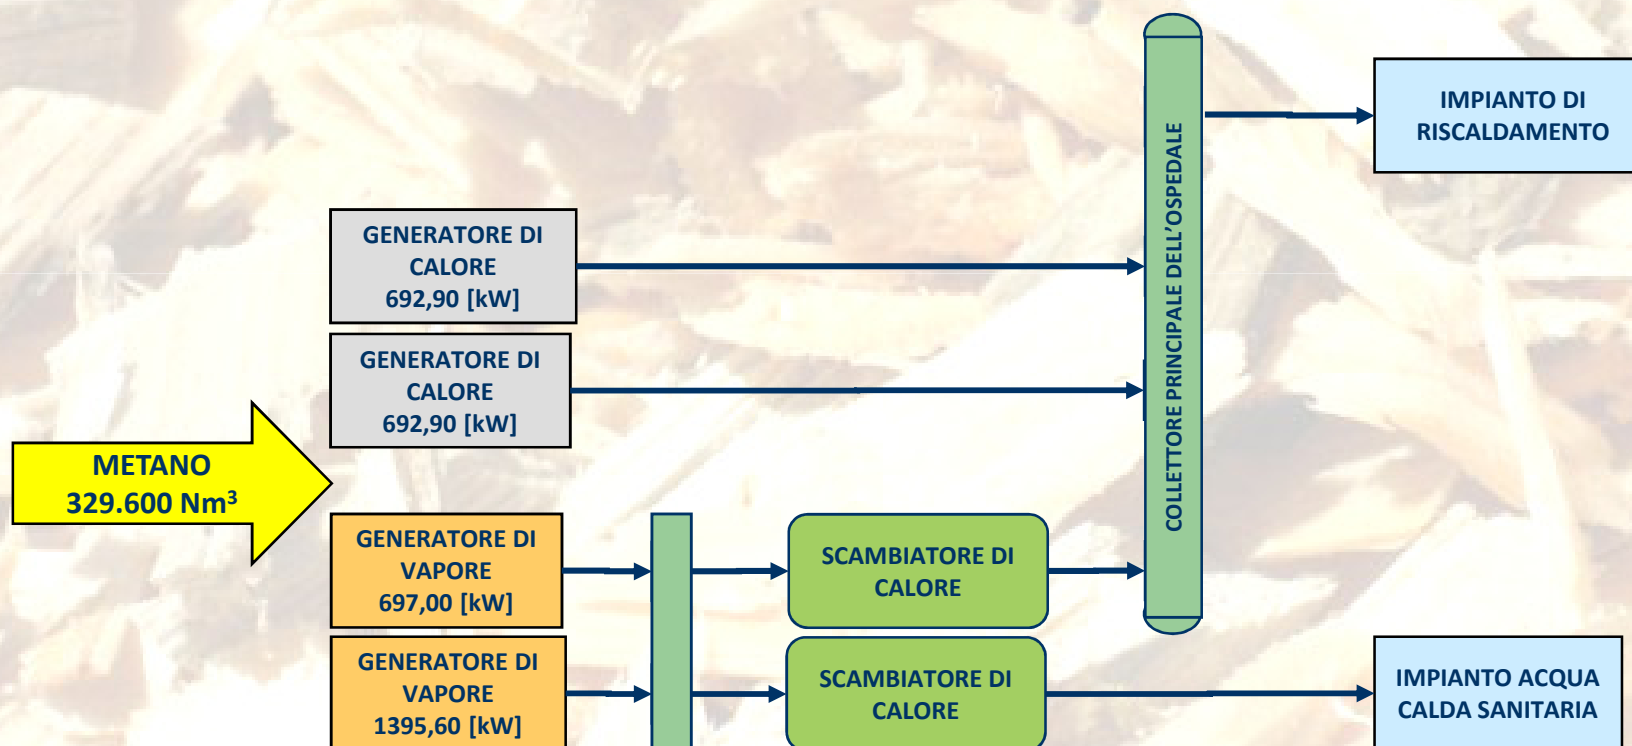 IMPIANTO DI
RISCALDAMENTO
COLLETTORE PRINCIPALE DELL'OSPEDALE
GENERATORE DI
CALORE
692,90 [kW]
GENERATORE DI
CALORE
692,90 [kW]
METANO
329.600 Nm³
GENERATORE DI
VAPORE
697,00 [kW]
SCAMBIATORE DI
CALORE
GENERATORE DI
VAPORE
1395,60 [kW]
SCAMBIATORE DI
CALORE
IMPIANTO ACQUA
CALDA SANITARIA